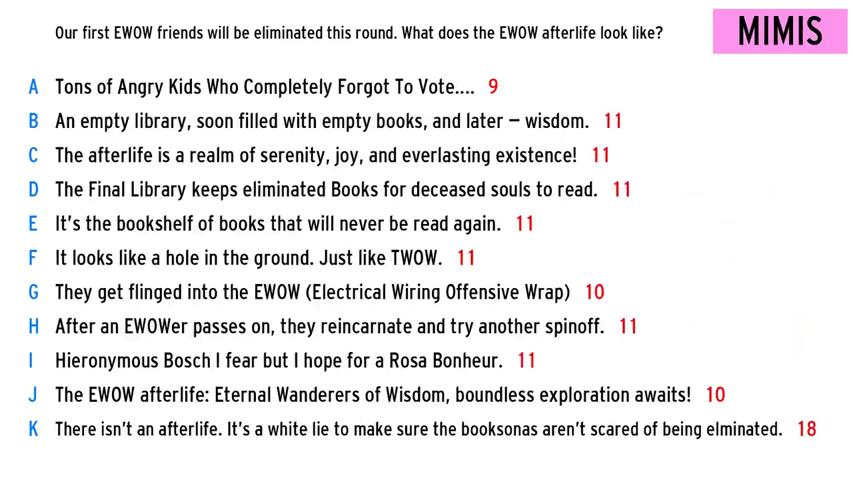 Our first EWOW friends will be eliminated this round. What does the EWOW afterlife look like?
MIMIS
A Tons of Angry Kids Who Completely Forgot To Vote.... 9
B An empty library, soon filled with empty books, and later – wisdom. 11
C The afterlife is a realm of serenity, joy, and everlasting existence! 11
D The Final Library keeps eliminated Books for deceased souls to read. 11
E It's the bookshelf of books that will never be read again. 11
F It looks like a hole in the ground. Just like TWOW. 11
G They get flinged into the EWOW (Electrical Wiring Offensive Wrap) 10
H After an EWOWer passes on, they reincarnate and try another spinoff. 11
I Hieronymous Bosch I fear but I hope for a Rosa Bonheur. 11
J The EWOW afterlife: Eternal Wanderers of Wisdom, boundless exploration awaits! 10
K There isn't an afterlife. It's a white lie to make sure the booksonas aren't scared of being elminated. 18